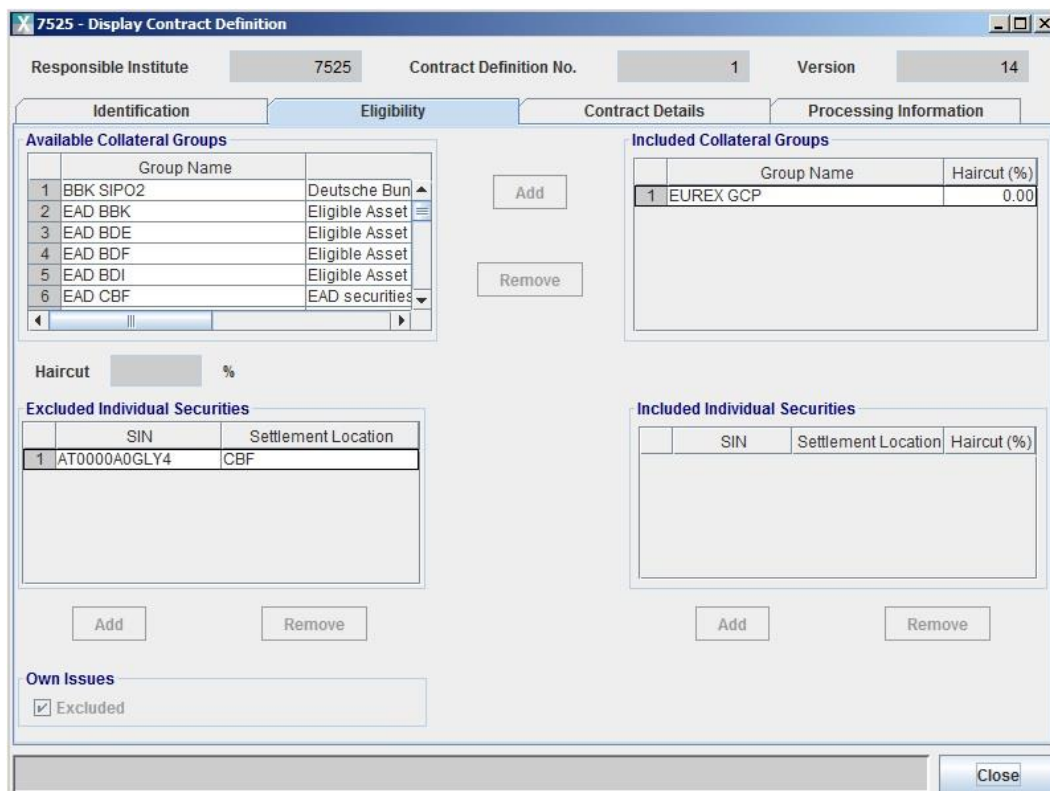 7525 - Display Contract Definition
Responsible Institute 7525 Contract Definition No. 1 Version 14
Identification Eligibility Contract Details Processing Information
Available Collateral Groups
Group Name
1 BBK SIPO2 Deutsche Bun
2 EAD BBK Eligible Asset
3 EAD BDE Eligible Asset
4 EAD BDF Eligible Asset
5 EAD BDI Eligible Asset
6 EAD CBF EAD securities
Add
Remove
Included Collateral Groups
Group Name Haircut (%)
1 EUREX GCP 0.00
Haircut %
Excluded Individual Securities
SIN Settlement Location
1 AT0000A0GLY4 CBF
Add Remove
Included Individual Securities
SIN Settlement Location Haircut (%)
Add Remove
Own Issues
Excluded
Close